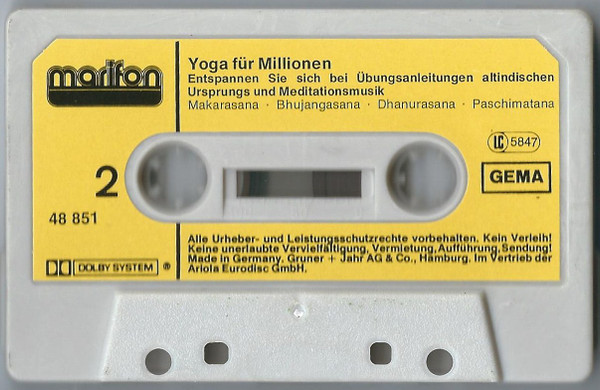 marifon
Yoga für Millionen
Entspannen Sie sich bei Übungsanleitungen altindischen
Ursprungs und Meditationsmusik
Makarasana · Bhujangasana · Dhanurasana · Paschimatana
LC 5847
2
GEMA
48 851
Alle Urheber- und Leistungsschutzrechte vorbehalten. Kein Verleih!
Keine unerlaubte Vervielfältigung, Vermietung, Aufführung, Sendung!
Made in Germany. Gruner + Jahr AG & Co., Hamburg. Im Vertrieb der
Ariola Eurodisc GmbH.
DOLBY SYSTEM ®